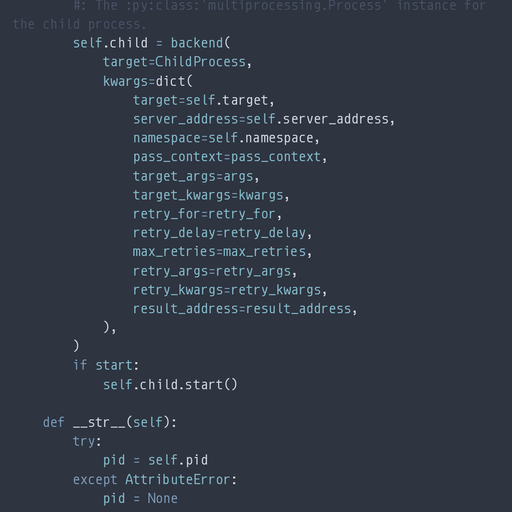 #: The :py:class:`multiprocessing.Process` instance for
the child process.
        self.child = backend(
            target=ChildProcess,
            kwargs=dict(
                target=self.target,
                server_address=self.server_address,
                namespace=self.namespace,
                pass_context=pass_context,
                target_args=args,
                target_kwargs=kwargs,
                retry_for=retry_for,
                retry_delay=retry_delay,
                max_retries=max_retries,
                retry_args=retry_args,
                retry_kwargs=retry_kwargs,
                result_address=result_address,
            ),
        )
        if start:
            self.child.start()

    def __str__(self):
        try:
            pid = self.pid
        except AttributeError:
            pid = None